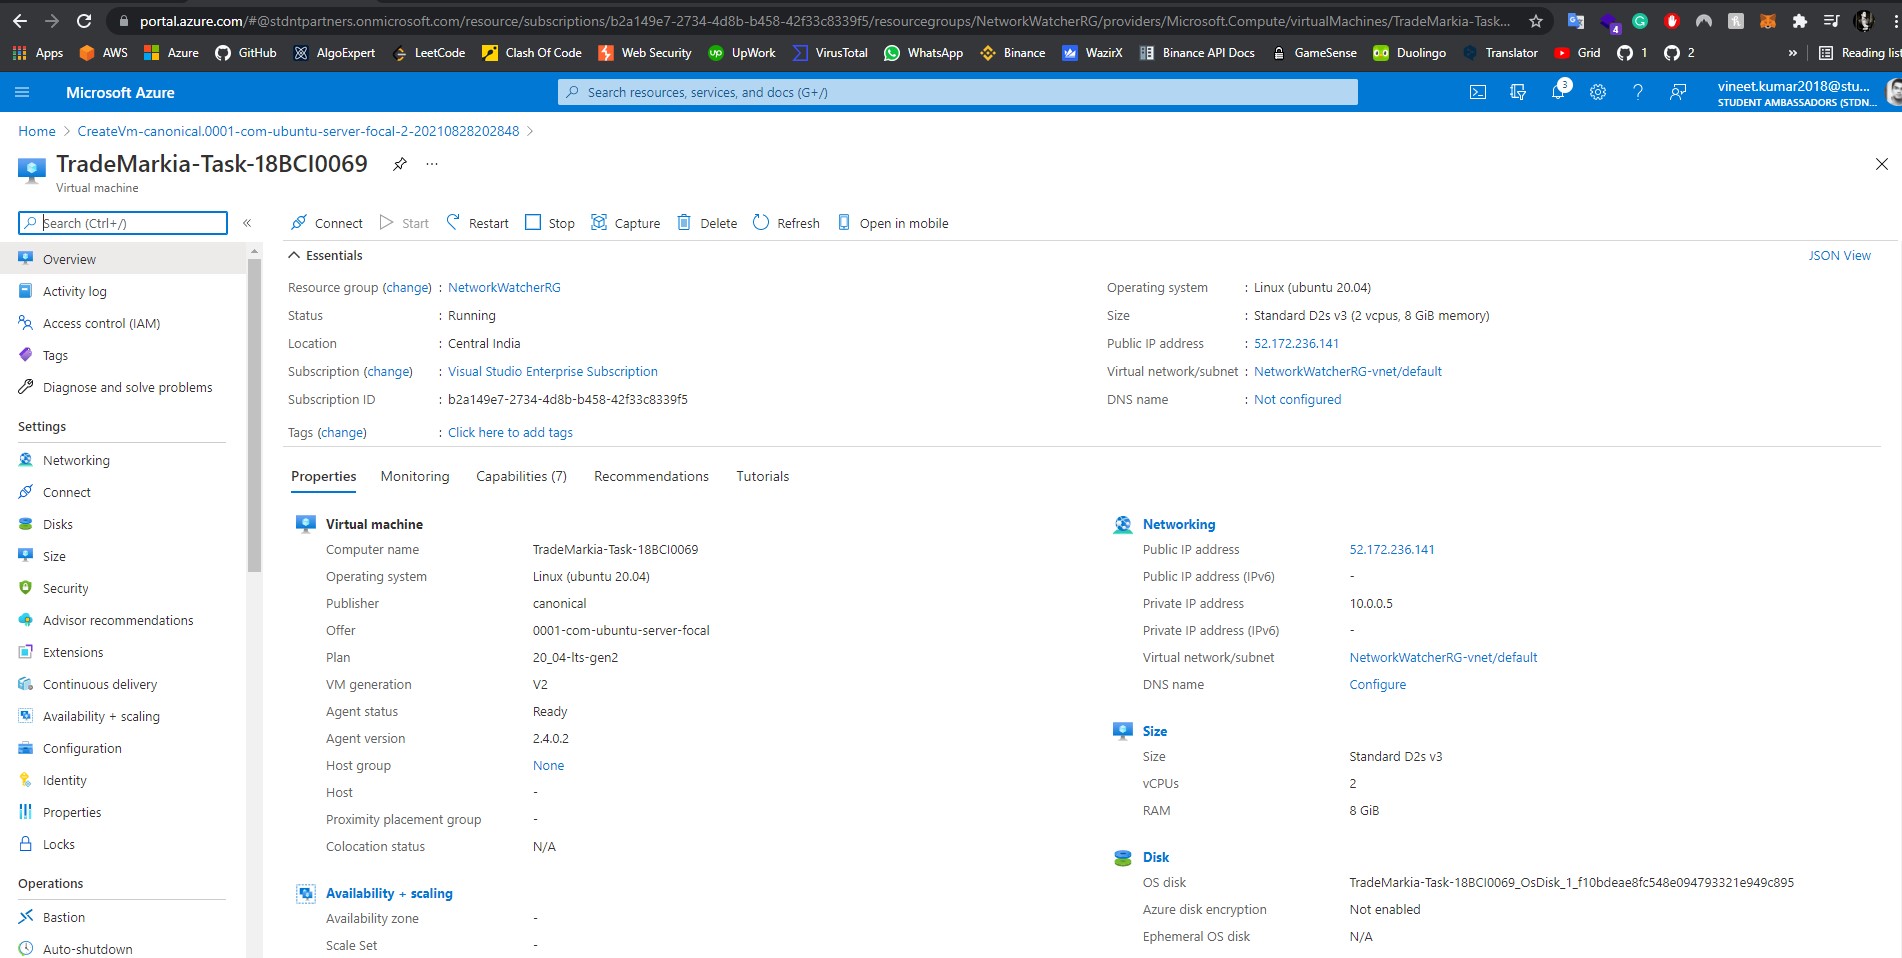 portal.azure.com/#@stdntpartners.onmicrosoft.com/resource/subscriptions/b2a149e7-2734-4d8b-b458-42f33c8339f5/resourcegroups/NetworkWatcherRG/providers/Microsoft.Compute/virtualMachines/TradeMarkia-Task...
4
Apps AWS Azure GitHub AlgoExpert LeetCode Clash Of Code Web Security up UpWork VirusTotal WhatsApp Binance WazirX Binance API Docs GameSense Duolingo Translator Grid 1 2 » Reading list
Microsoft Azure
Search resources, services, and docs (G+/)
3
vineet.kumar2018@stu...
STUDENT AMBASSADORS (STDN...
Home > CreateVm-canonical.0001-com-ubuntu-server-focal-2-20210828202848 >
TradeMarkia-Task-18BCI0069 ...
Virtual machine
Search (Ctrl+/) «
Overview
Activity log
Access control (IAM)
Tags
Diagnose and solve problems
Settings
Networking
Connect
Disks
Size
Security
Advisor recommendations
Extensions
Continuous delivery
Availability + scaling
Configuration
Identity
Properties
Locks
Operations
Bastion
Auto-shutdown
Connect Start Restart Stop Capture Delete Refresh Open in mobile
Essentials
JSON View
Resource group (change) : NetworkWatcherRG
Status : Running
Location : Central India
Subscription (change) : Visual Studio Enterprise Subscription
Subscription ID : b2a149e7-2734-4d8b-b458-42f33c8339f5
Tags (change) : Click here to add tags
Operating system : Linux (ubuntu 20.04)
Size : Standard D2s v3 (2 vcpus, 8 GiB memory)
Public IP address : 52.172.236.141
Virtual network/subnet : NetworkWatcherRG-vnet/default
DNS name : Not configured
Properties Monitoring Capabilities (7) Recommendations Tutorials
Virtual machine
Computer name TradeMarkia-Task-18BCI0069
Operating system Linux (ubuntu 20.04)
Publisher canonical
Offer 0001-com-ubuntu-server-focal
Plan 20_04-lts-gen2
VM generation V2
Agent status Ready
Agent version 2.4.0.2
Host group None
Host -
Proximity placement group -
Colocation status N/A
Availability + scaling
Availability zone -
Scale Set -
Networking
Public IP address 52.172.236.141
Public IP address (IPv6) -
Private IP address 10.0.0.5
Private IP address (IPv6) -
Virtual network/subnet NetworkWatcherRG-vnet/default
DNS name Configure
Size
Size Standard D2s v3
vCPUs 2
RAM 8 GiB
Disk
OS disk TradeMarkia-Task-18BCI0069_OsDisk_1_f10bdeae8fc548e094793321e949c895
Azure disk encryption Not enabled
Ephemeral OS disk N/A